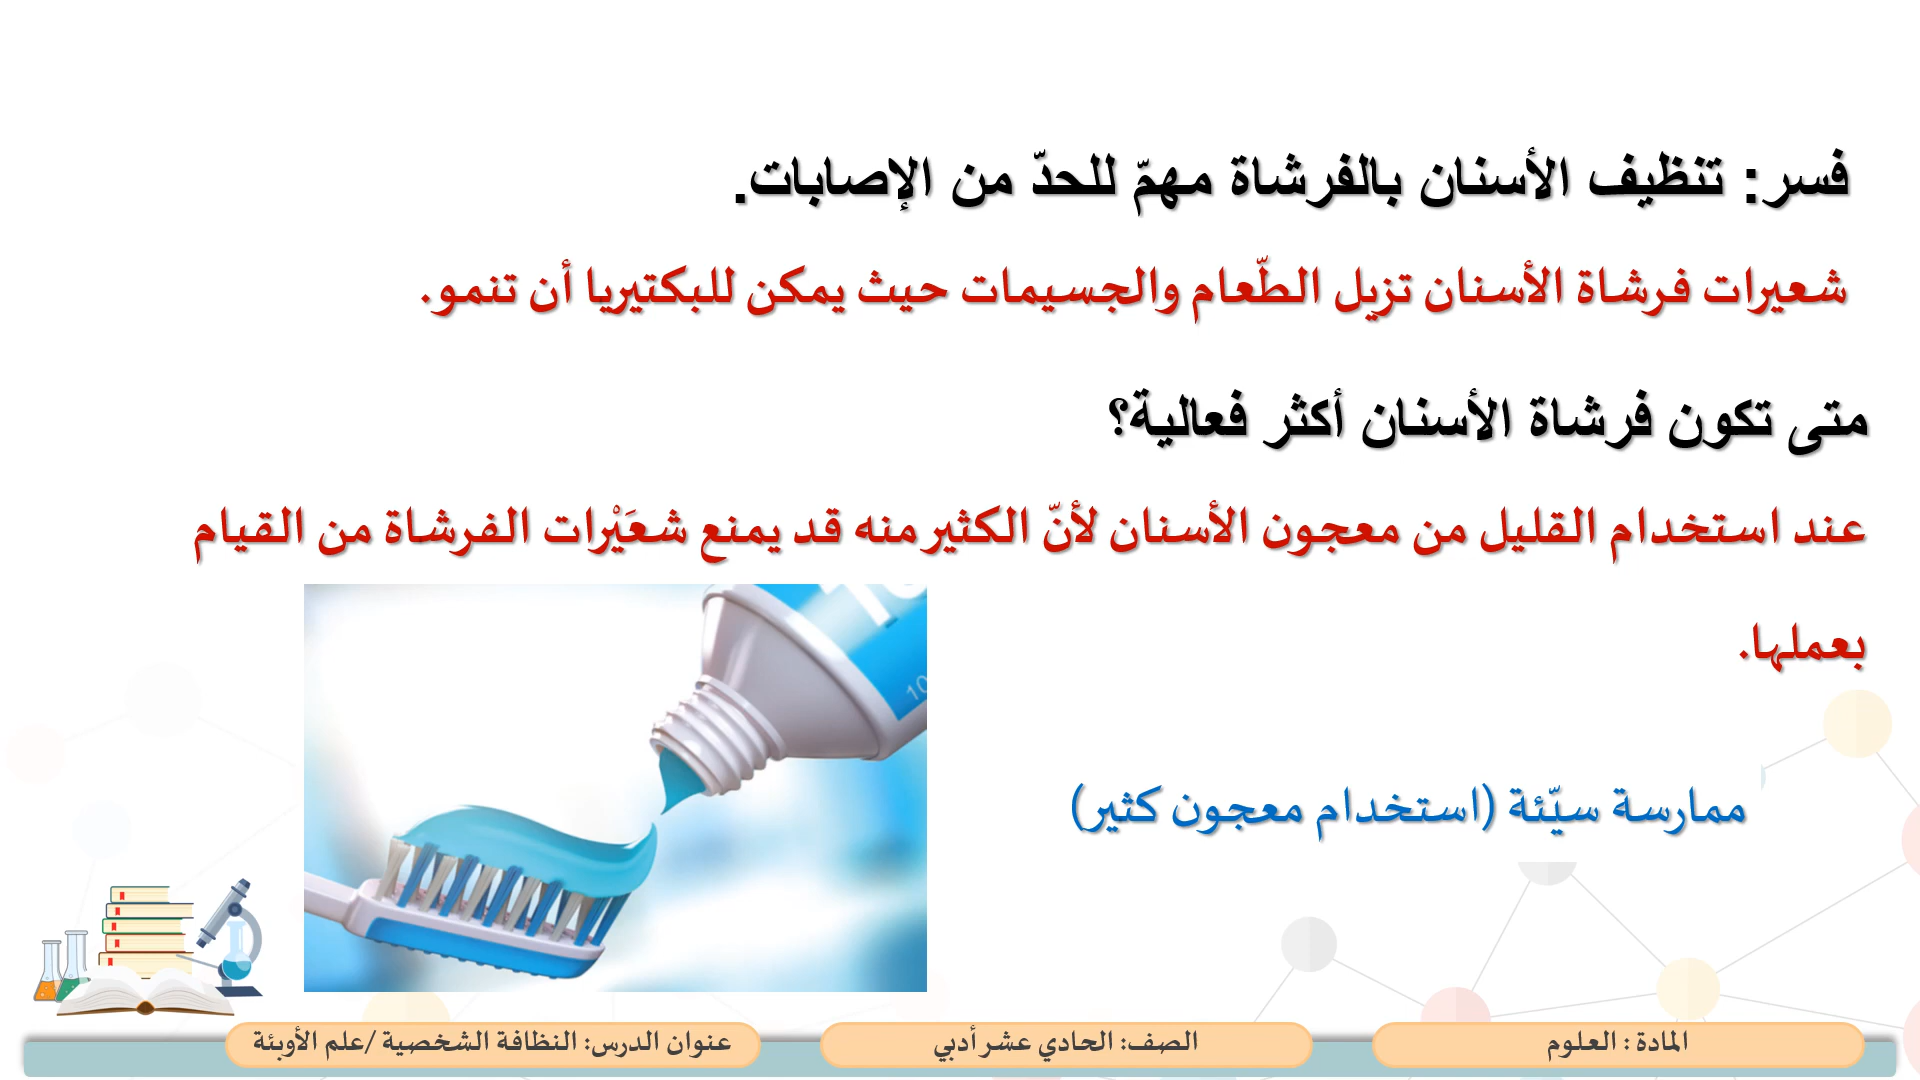 فسر: تنظيف الأسنان بالفرشاة مهمّ للحدّ من الإصابات.
شعيرات فرشاة الأسنان تزيل الطّعام والجسيمات حيث يمكن للبكتيريا أن تنمو.
متى تكون فرشاة الأسنان أكثر فعالية؟
عند استخدام القليل من معجون الأسنان لأنّ الكثير منه قد يمنع شعَيْرات الفرشاة من القيام
بعملها.
ممارسة سيّئة (استخدام معجون كثير)
10
المادة : العلوم
الصف: الحادي عشر أدبي
عنوان الدرس: النظافة الشخصية /علم الأوبئة